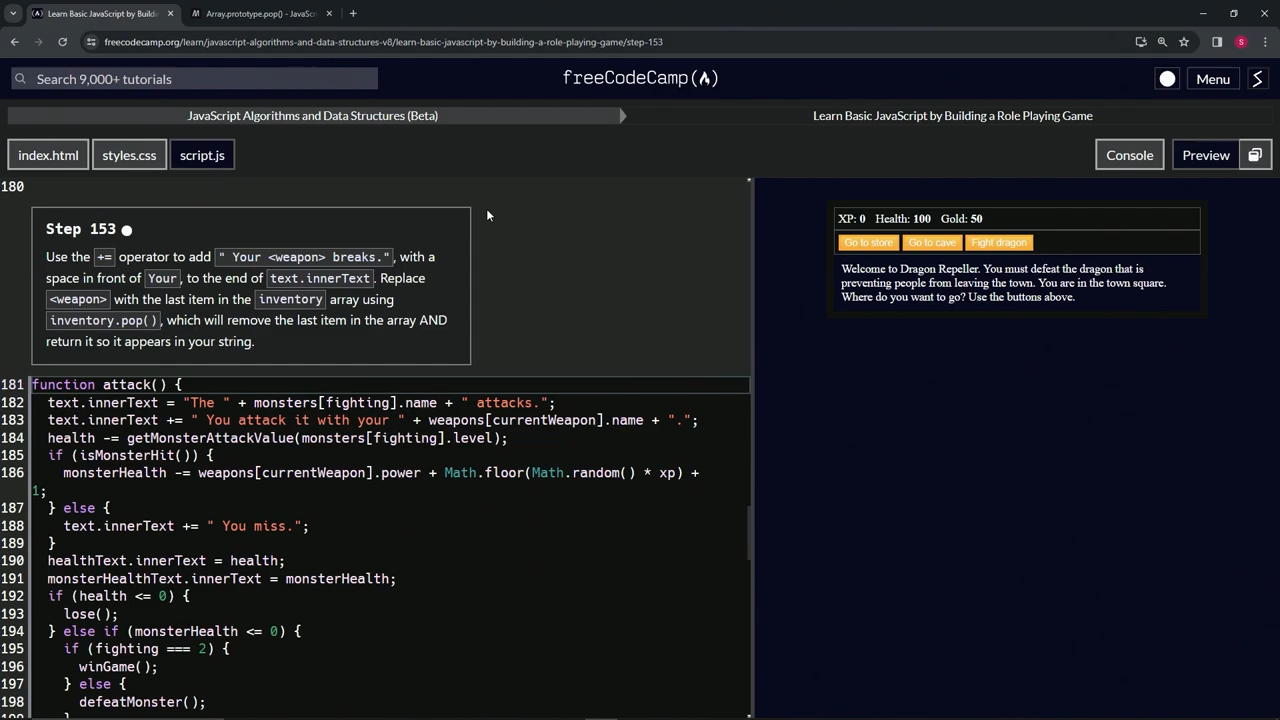 Learn Basic JavaScript by Buildin
Array.prototype.pop() - JavaScri
freecodecamp.org/learn/javascript-algorithms-and-data-structures-v8/learn-basic-javascript-by-building-a-role-playing-game/step-153
S
Search 9,000+ tutorials
freeCodeCamp
Menu
JavaScript Algorithms and Data Structures (Beta)
Learn Basic JavaScript by Building a Role Playing Game
index.html
styles.css
script.js
Console
Preview
180
Step 153
Use the += operator to add " Your <weapon> breaks.", with a
space in front of Your, to the end of text.innerText. Replace
<weapon> with the last item in the inventory array using
inventory.pop(), which will remove the last item in the array AND
return it so it appears in your string.
XP: 0 Health: 100 Gold: 50
Go to store
Go to cave
Fight dragon
Welcome to Dragon Repeller. You must defeat the dragon that is
preventing people from leaving the town. You are in the town square.
Where do you want to go? Use the buttons above.
181 function attack() {
182 text.innerText = "The " + monsters[fighting].name + " attacks.";
183 text.innerText += " You attack it with your " + weapons[currentWeapon].name + ".";
184 health -= getMonsterAttackValue(monsters[fighting].level);
185 if (isMonsterHit()) {
186 monsterHealth -= weapons[currentWeapon].power + Math.floor(Math.random() * xp) +
1;
187 } else {
188 text.innerText += " You miss.";
189 }
190 healthText.innerText = health;
191 monsterHealthText.innerText = monsterHealth;
192 if (health <= 0) {
193 lose();
194 } else if (monsterHealth <= 0) {
195 if (fighting === 2) {
196 winGame();
197 } else {
198 defeatMonster();